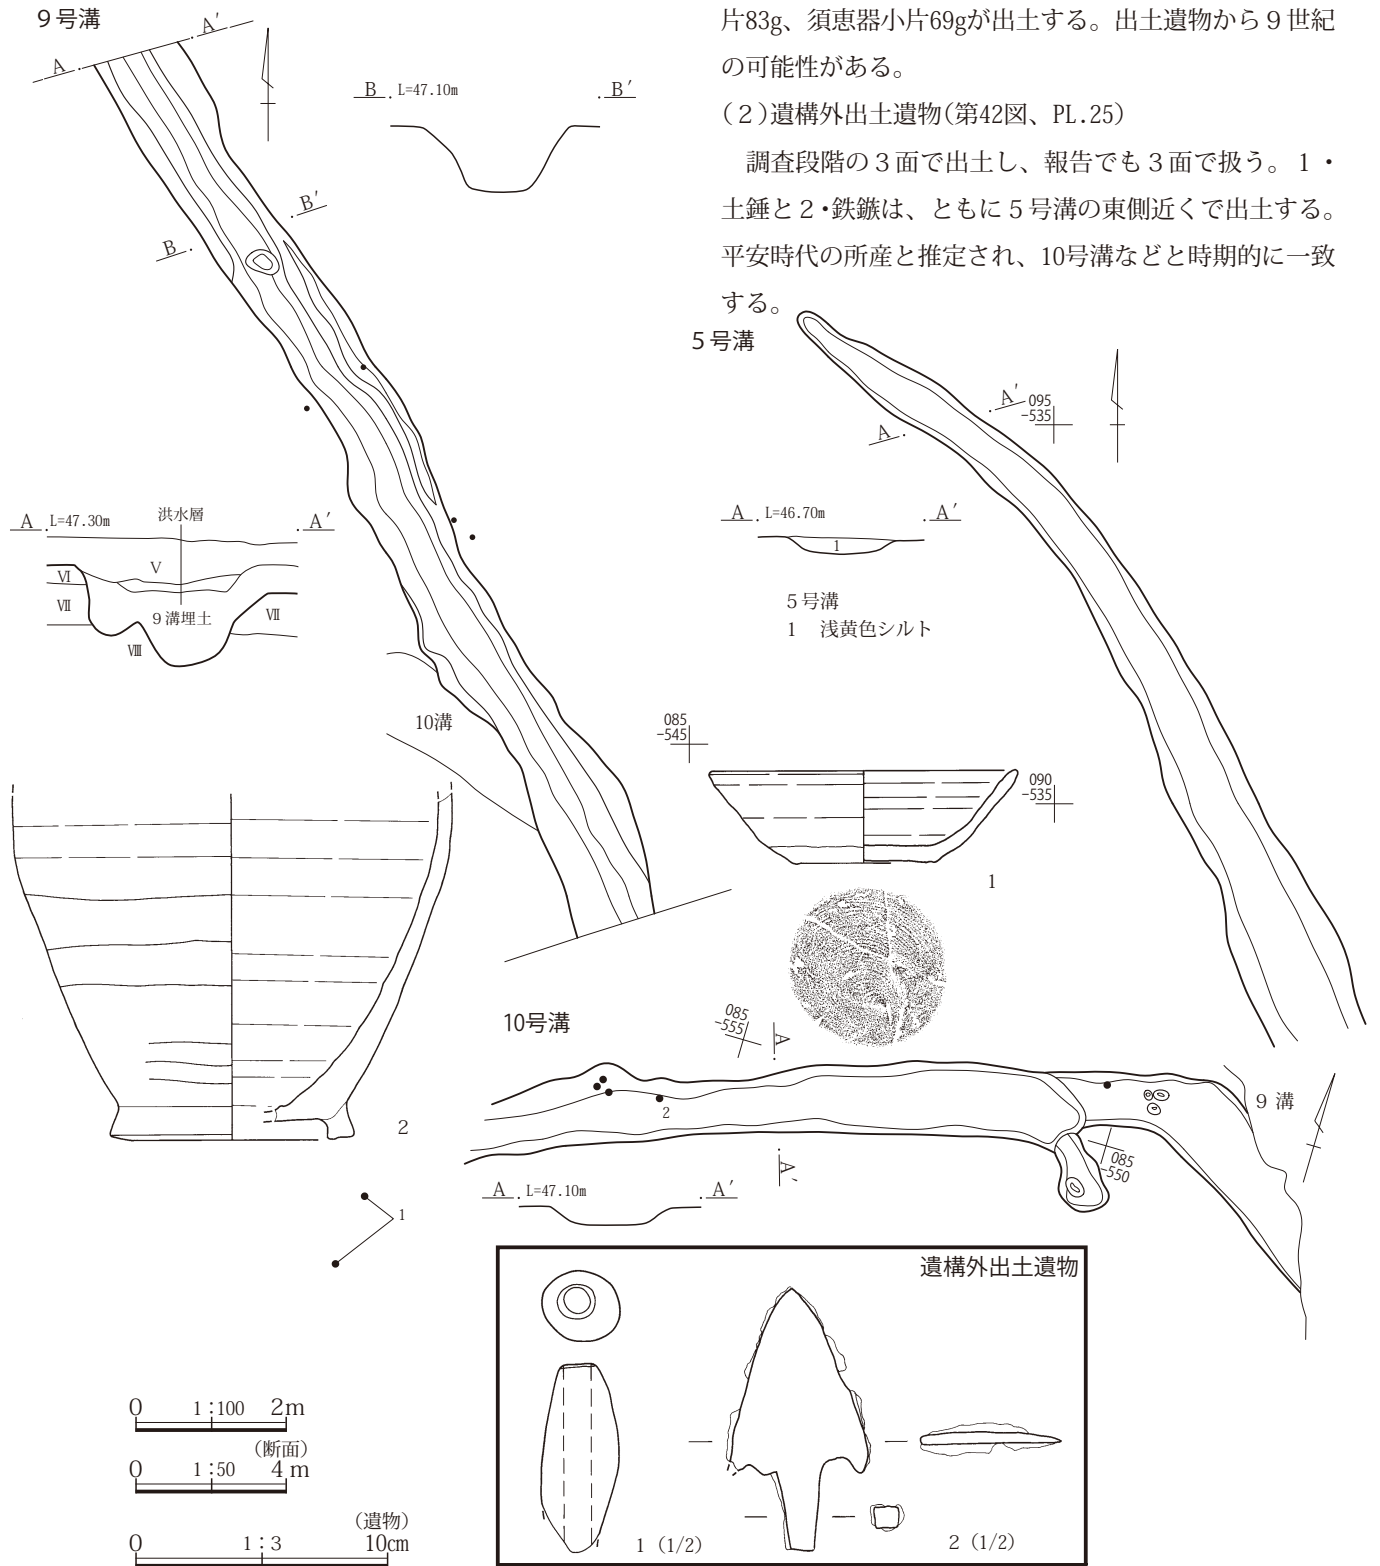 片83g、須恵器小片69gが出土する。出土遺物から９世紀
の可能性がある。
（２）遺構外出土遺物（第42図、PL.25）
　調査段階の３面で出土し、報告でも３面で扱う。１・
土錘と２・鉄鏃は、ともに５号溝の東側近くで出土する。
平安時代の所産と推定され、10号溝などと時期的に一致
する。
９号溝
A
A′
B
B′
B L=47.10m B′
A L=47.30m A′
洪水層
Ⅴ
Ⅵ
Ⅶ
９溝埋土
Ⅶ
Ⅷ
10溝
５号溝
A
A′
095
-535
A L=46.70m A′
1
５号溝
1　浅黄色シルト
085
-545
090
-535
1
2
10号溝
085
-555
A
2
９溝
A′
085
-550
A L=47.10m A′
1
遺構外出土遺物
1 (1/2)
2 (1/2)
0 1：100 2m
（断面）
0 1：50 4m
（遺物）
0 1：3 10cm